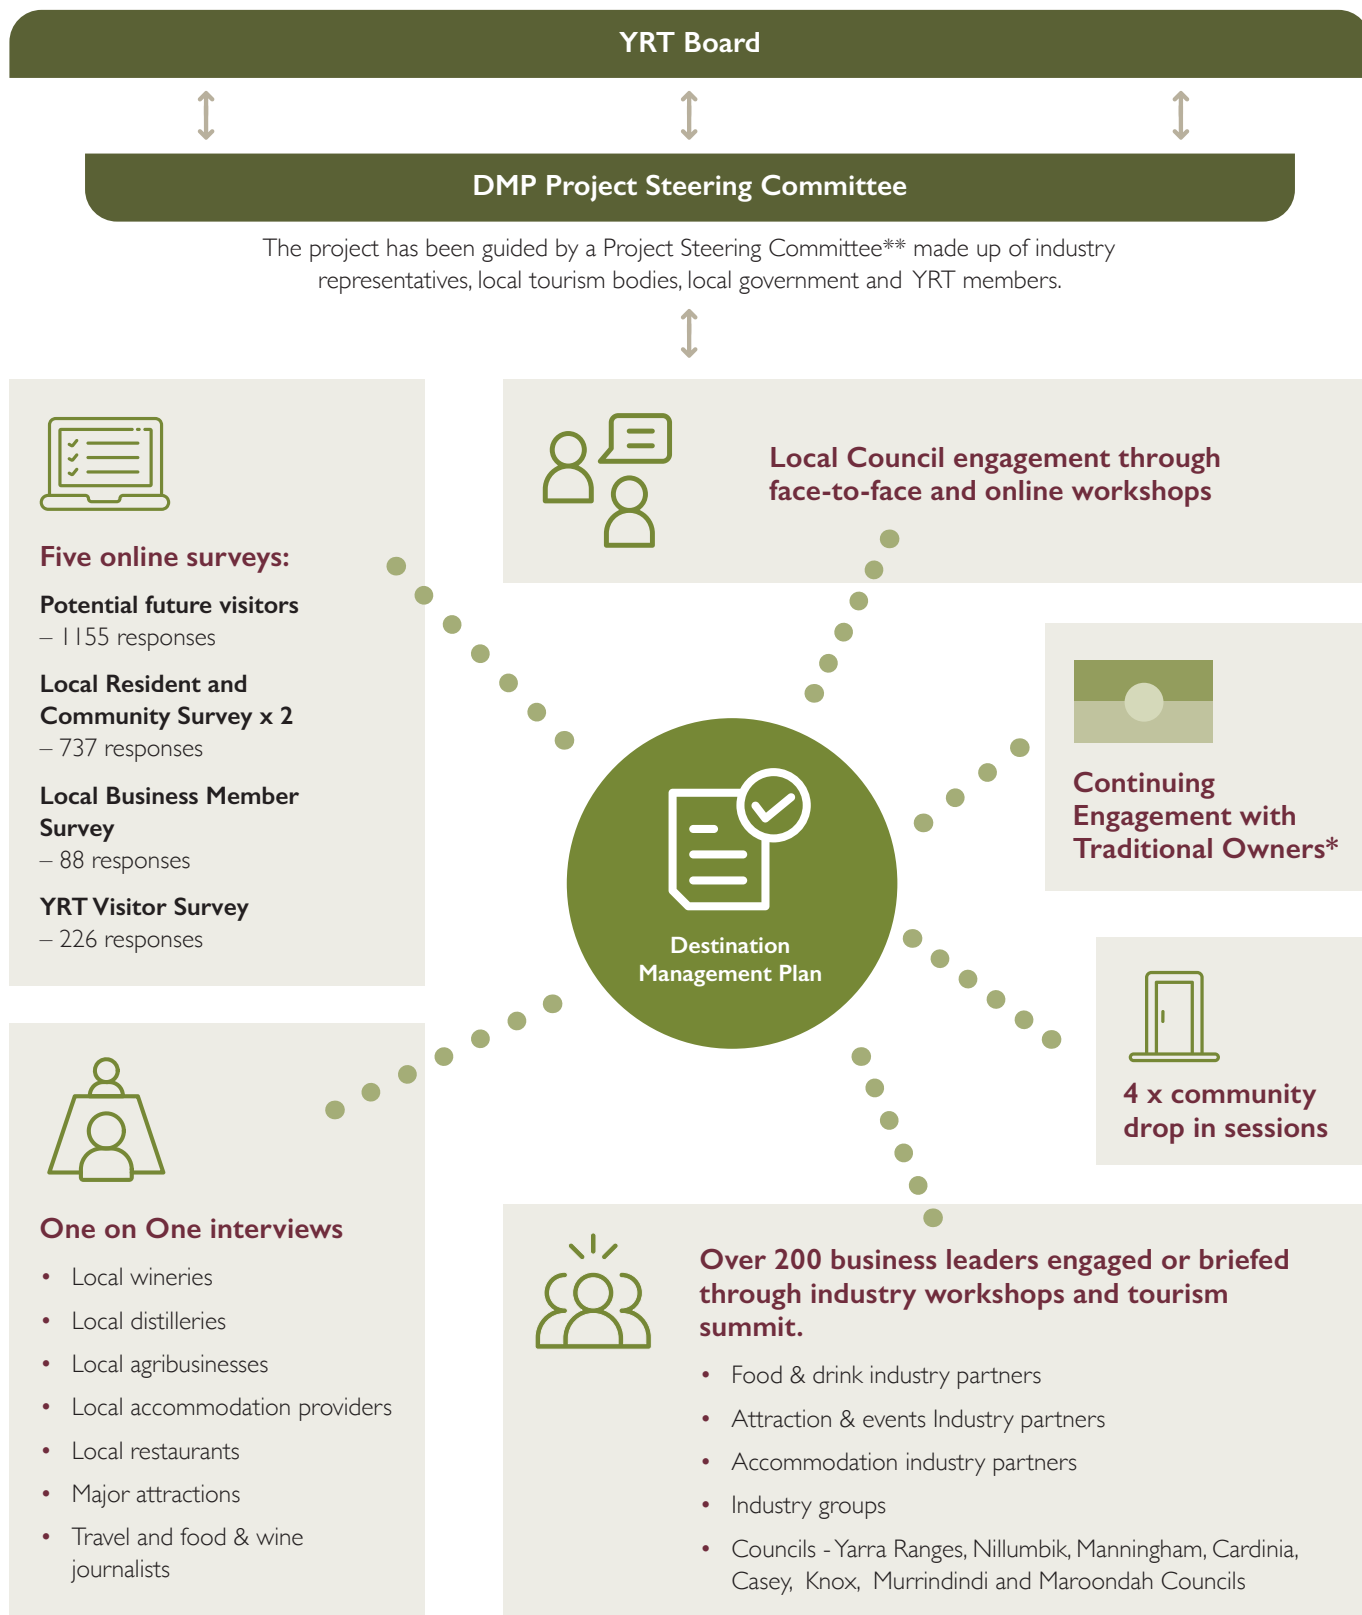 YRT Board
DMP Project Steering Committee
The project has been guided by a Project Steering Committee** made up of industry
representatives, local tourism bodies, local government and YRT members.
Five online surveys:
Potential future visitors
– 1155 responses
Local Resident and
Community Survey x 2
– 737 responses
Local Business Member
Survey
– 88 responses
YRT Visitor Survey
– 226 responses
Local Council engagement through
face-to-face and online workshops
Continuing
Engagement with
Traditional Owners*
Destination
Management Plan
4 x community
drop in sessions
One on One interviews
• Local wineries
• Local distilleries
• Local agribusinesses
• Local accommodation providers
• Local restaurants
• Major attractions
• Travel and food & wine
journalists
Over 200 business leaders engaged or briefed
through industry workshops and tourism
summit.
• Food & drink industry partners
• Attraction & events Industry partners
• Accommodation industry partners
• Industry groups
• Councils - Yarra Ranges, Nillumbik, Manningham, Cardinia,
Casey, Knox, Murrindindi and Maroondah Councils